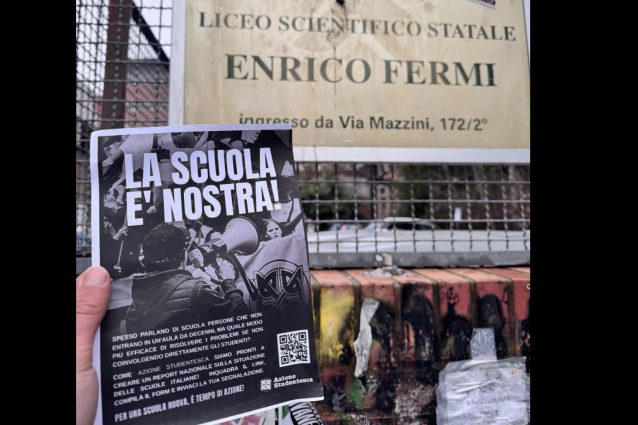 LICEO SCIENTIFICO STATALE
ENRICO FERMI
ingresso da Via Mazzini, 172/2°
LA SCUOLA
E' NOSTRA!
SPESSO PARLANO DI SCUOLA PERSONE CHE NON
ENTRANO IN UN'AULA DA DECENNI, MA QUALE MODO
PIÙ EFFICACE DI RISOLVERE I PROBLEMI SE NON
COINVOLGENDO DIRETTAMENTE GLI STUDENTI?
COME AZIONE STUDENTESCA SIAMO PRONTI A
CREARE UN REPORT NAZIONALE SULLA SITUAZIONE
DELLE SCUOLE ITALIANE! INQUADRA IL LINK,
COMPILA IL FORM E INVIACI LA TUA SEGNALAZIONE.
PER UNA SCUOLA NUOVA, È TEMPO DI AZIONE!
Azione
Studentesca